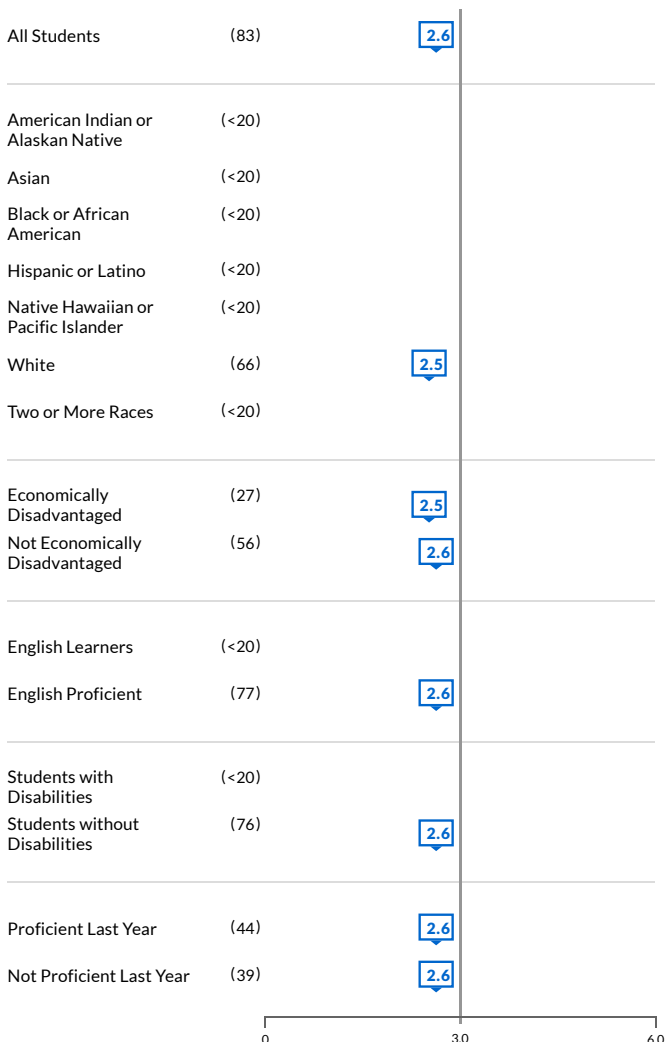 All Students (83) 2.6
American Indian or (<20)
Alaskan Native
Asian (<20)
Black or African (<20)
American
Hispanic or Latino (<20)
Native Hawaiian or (<20)
Pacific Islander
White (66) 2.5
Two or More Races (<20)
Economically (27) 2.5
Disadvantaged
Not Economically (56) 2.6
Disadvantaged
English Learners (<20)
English Proficient (77) 2.6
Students with (<20)
Disabilities
Students without (76) 2.6
Disabilities
Proficient Last Year (44) 2.6
Not Proficient Last Year (39) 2.6
0 3.0 6.0